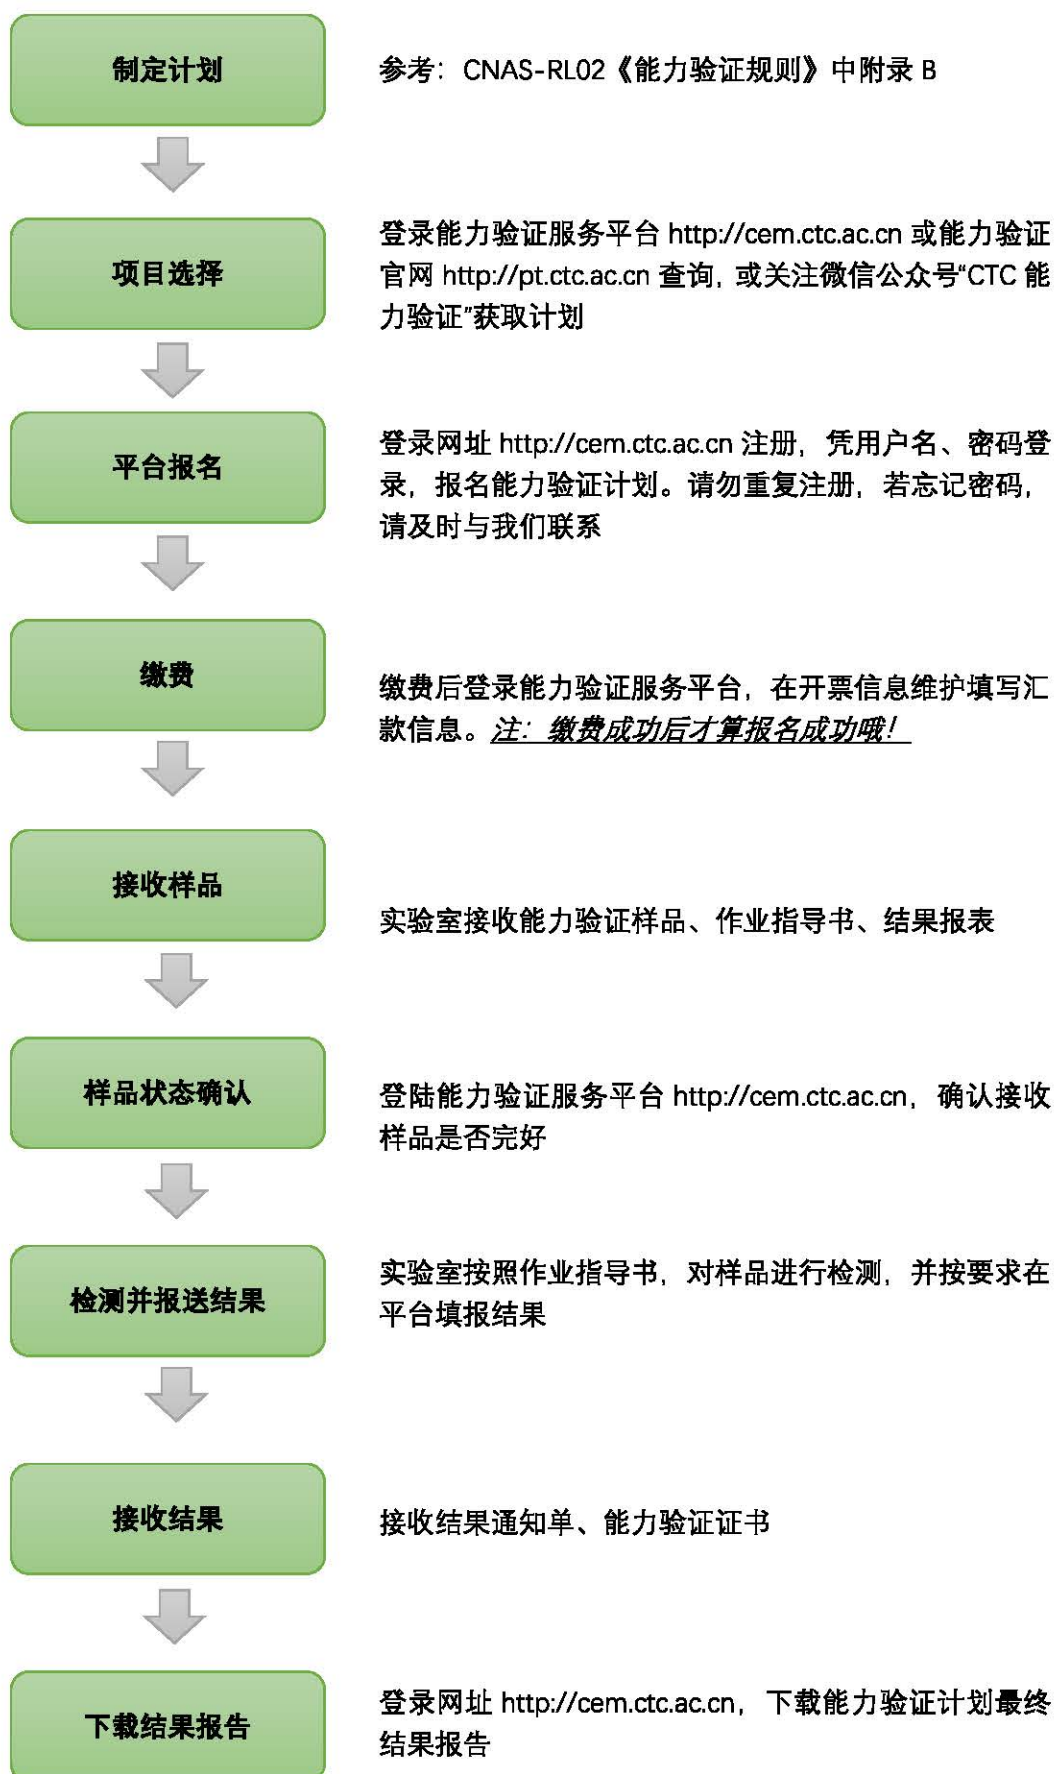 制定计划
参考：CNAS-RL02《能力验证规则》中附录 B
项目选择
登录能力验证服务平台 http://cem.ctc.ac.cn 或能力验证
官网 http://pt.ctc.ac.cn 查询，或关注微信公众号“CTC 能
力验证”获取计划
平台报名
登录网址 http://cem.ctc.ac.cn 注册，凭用户名、密码登
录，报名能力验证计划。请勿重复注册，若忘记密码，
请及时与我们联系
缴费
缴费后登录能力验证服务平台，在开票信息维护填写汇
款信息。注：缴费成功后才算报名成功哦！
接收样品
实验室接收能力验证样品、作业指导书、结果报表
样品状态确认
登陆能力验证服务平台 http://cem.ctc.ac.cn，确认接收
样品是否完好
检测并报送结果
实验室按照作业指导书，对样品进行检测，并按要求在
平台填报结果
接收结果
接收结果通知单、能力验证证书
下载结果报告
登录网址 http://cem.ctc.ac.cn，下载能力验证计划最终
结果报告